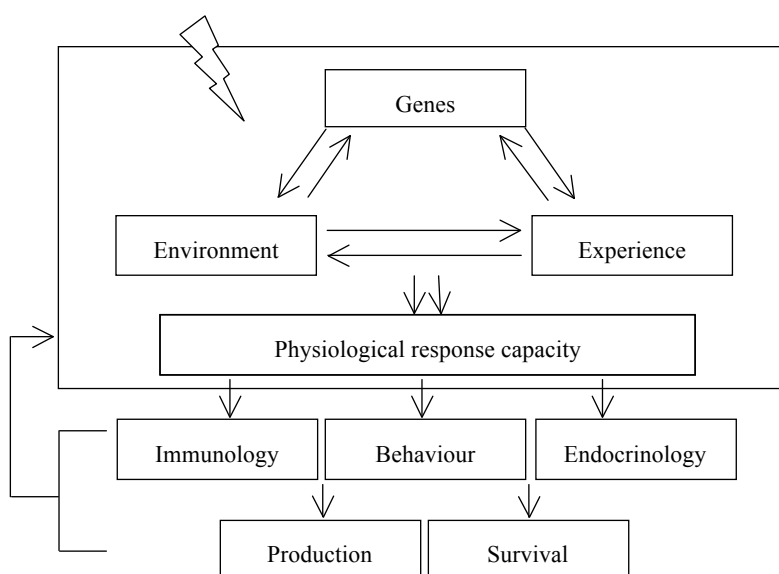 Genes
Environment
Experience
Physiological response capacity
Immunology
Behaviour
Endocrinology
Production
Survival